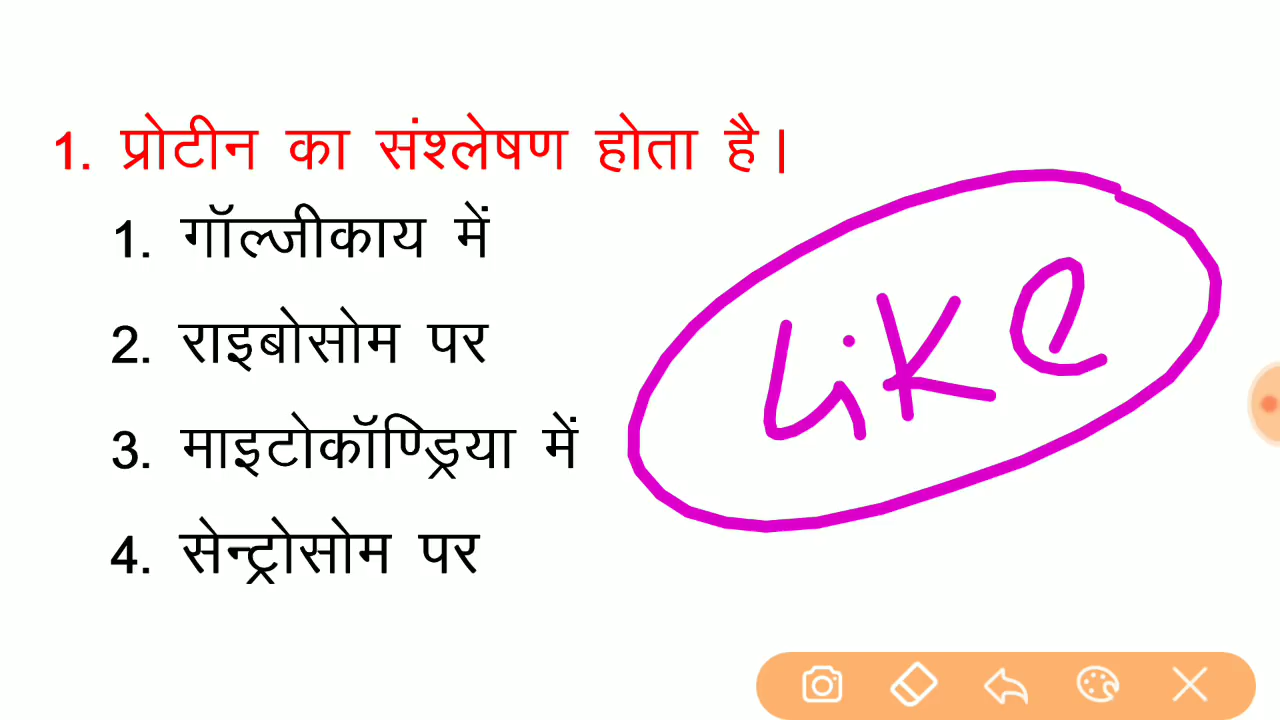 1. प्रोटीन का संश्लेषण होता है।
1. गॉल्जीकाय में
2. राइबोसोम पर
3. माइटोकॉण्ड्रिया में
4. सेन्ट्रोसोम पर
Like